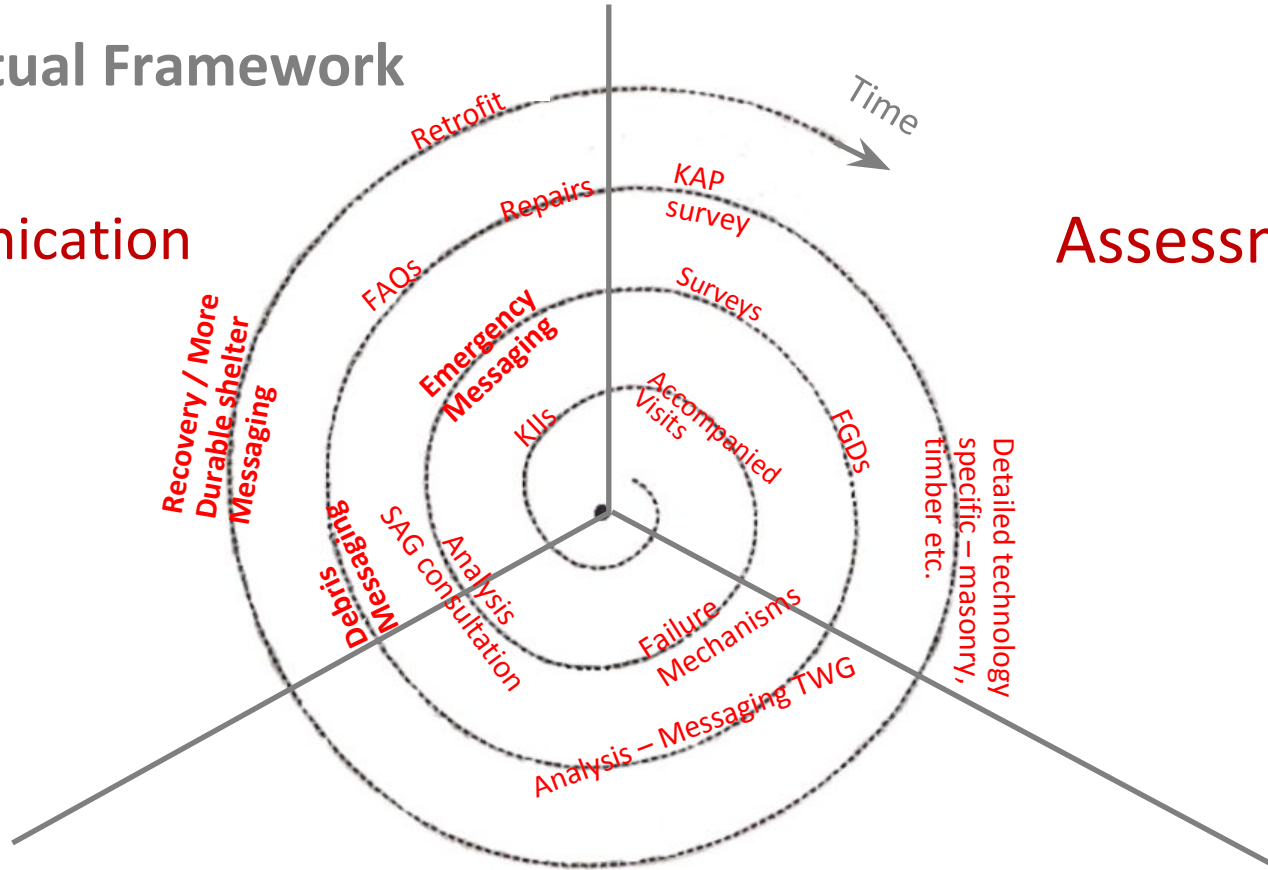 tual Framework
Time
Retrofit
KAP
survey
Repairs
nication
Assessr
FAQs
Surveys
Emergency
Messaging
Recovery / More
Durable shelter
Messaging
KIIs
Accompanied
Visits
FGDs
Detailed technology
specific – masonry,
timber etc.
Debris
Messaging
SAG consultation
Analysis
Failure
Mechanisms
Analysis – Messaging TWG